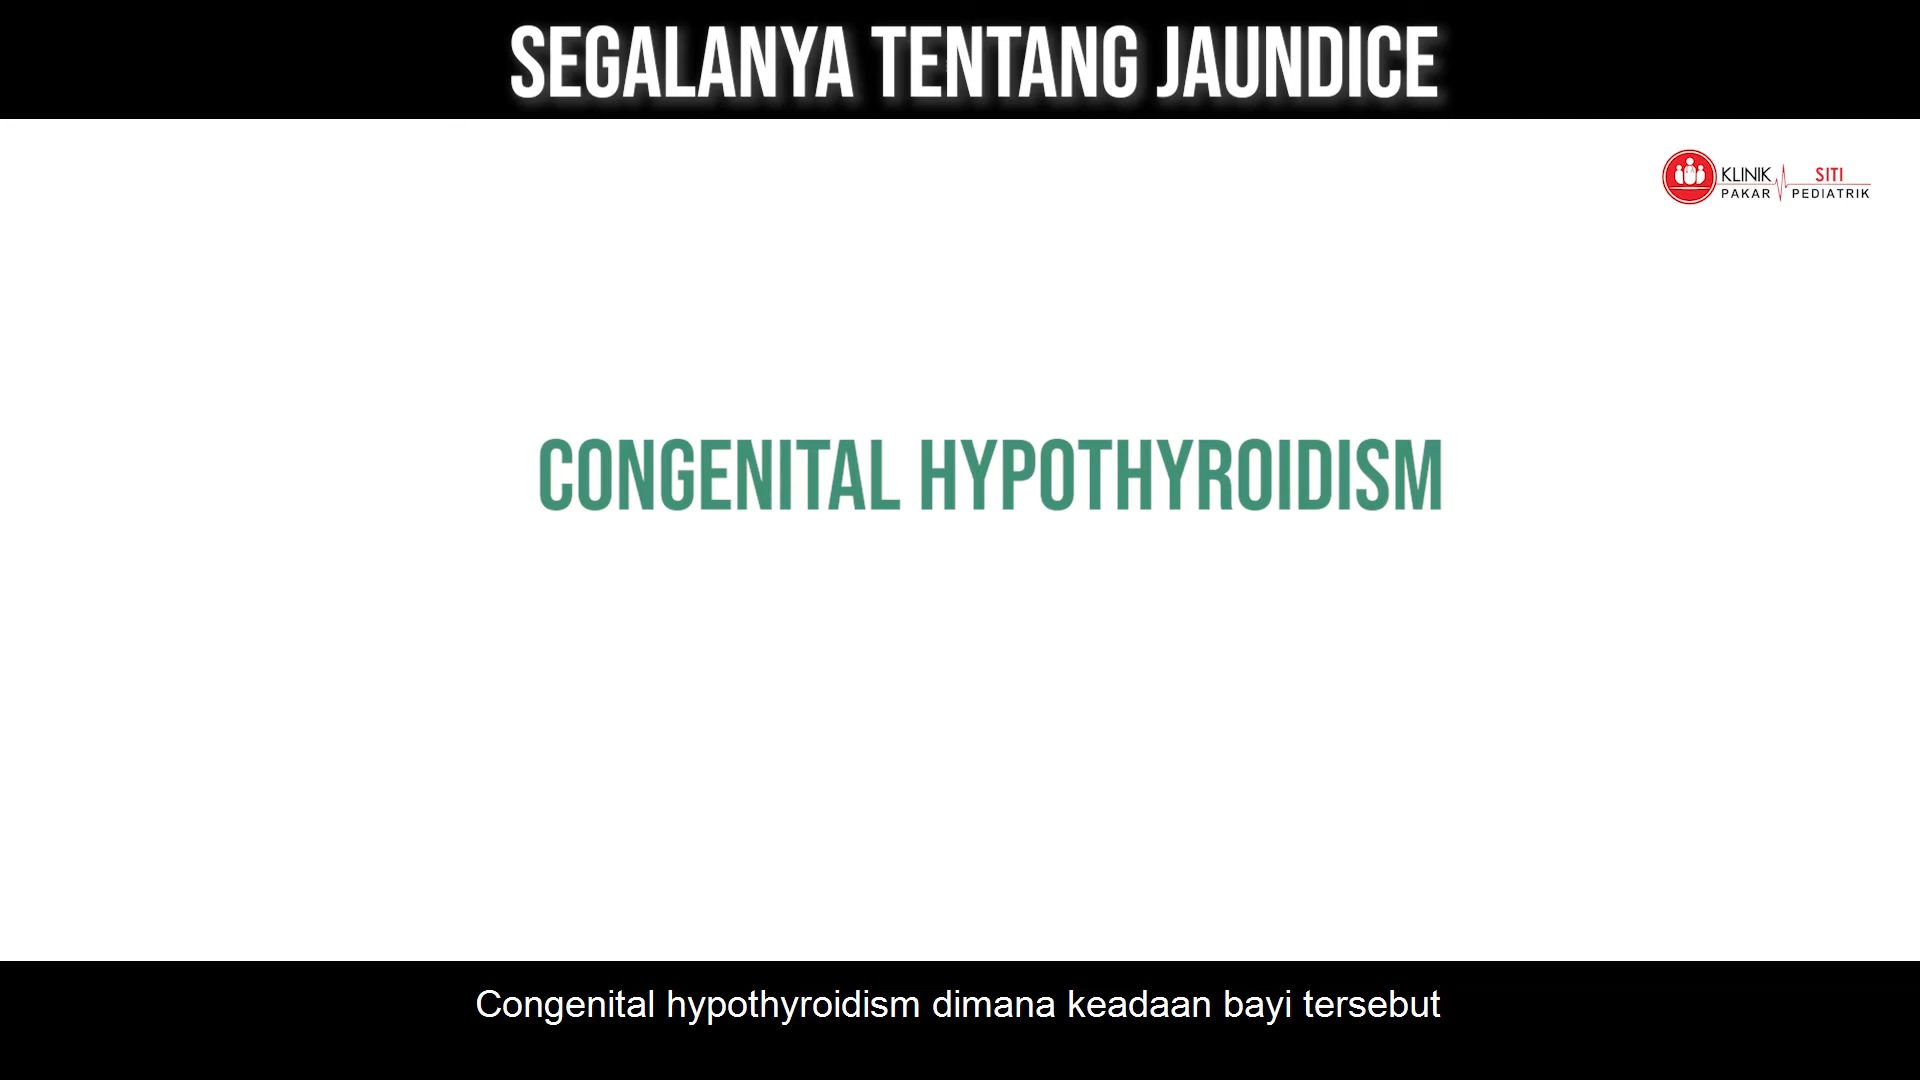 SEGALANYA TENTANG JAUNDICE
KLINIK SITI
PAKAR PEDIATRIK
CONGENITAL HYPOTHYROIDISM
Congenital hypothyroidism dimana keadaan bayi tersebut